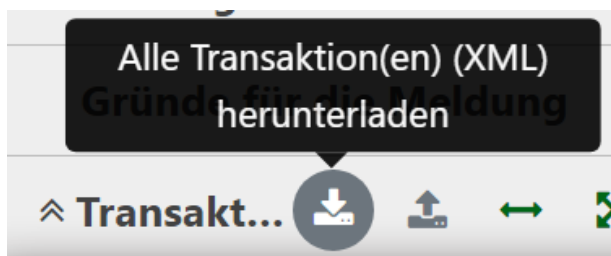 Alle Transaktion(en) (XML)
herunterladen
Gründe für die Meldung
Transakt...